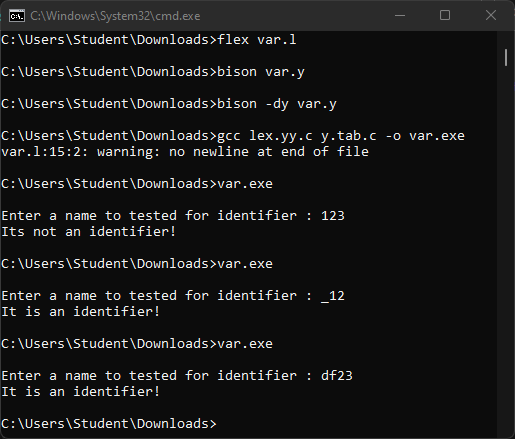 C:\Windows\System32\cmd.exe
C:\Users\Student\Downloads>flex var.l
C:\Users\Student\Downloads>bison var.y
C:\Users\Student\Downloads>bison -dy var.y
C:\Users\Student\Downloads>gcc lex.yy.c y.tab.c -o var.exe
var.l:15:2: warning: no newline at end of file
C:\Users\Student\Downloads>var.exe
Enter a name to tested for identifier : 123
Its not an identifier!
C:\Users\Student\Downloads>var.exe
Enter a name to tested for identifier : _12
It is an identifier!
C:\Users\Student\Downloads>var.exe
Enter a name to tested for identifier : df23
It is an identifier!
C:\Users\Student\Downloads>